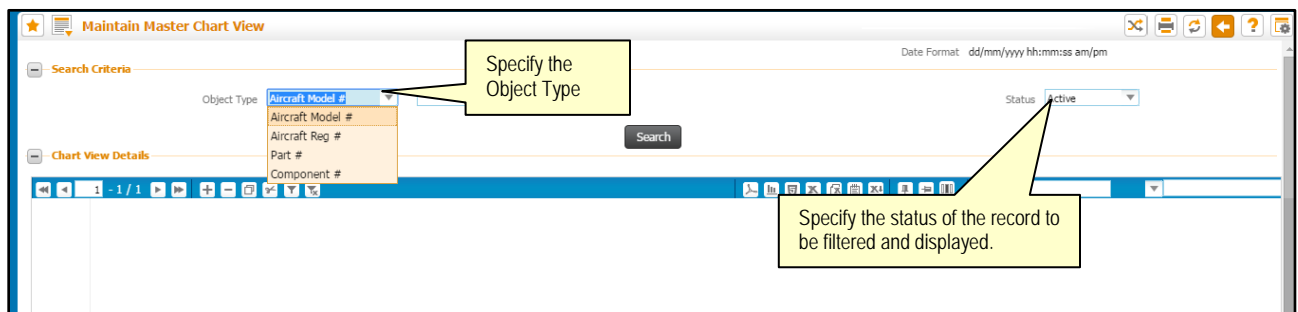 Maintain Master Chart View
?
Date Format dd/mm/yyyy hh:mm:ss am/pm
Search Criteria
Specify the
Object Type
Object Type Aircraft Model #
Status Active
Aircraft Model #
Aircraft Reg #
Part #
Component #
Search
Chart View Details
1 - 1 / 1
Specify the status of the record to
be filtered and displayed.